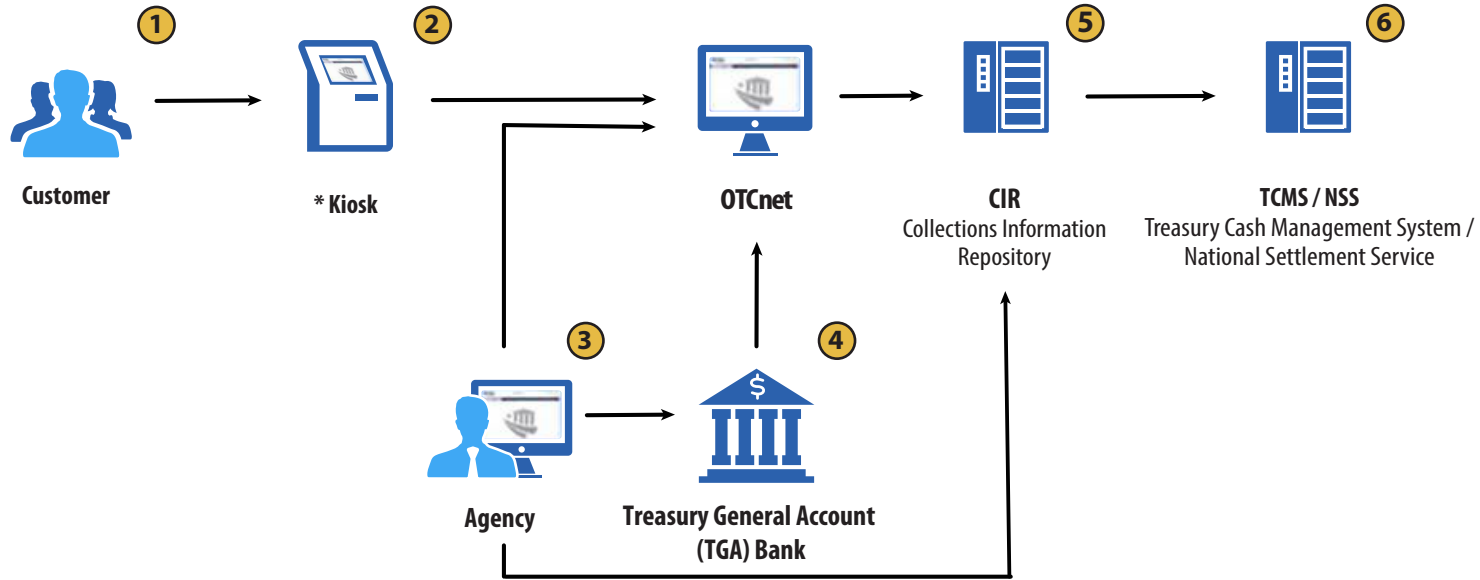 1
2
5
6
Customer
* Kiosk
OTCnet
CIR
Collections Information
Repository
TCMS / NSS
Treasury Cash Management System /
National Settlement Service
3
4
$
Agency
Treasury General Account
(TGA) Bank